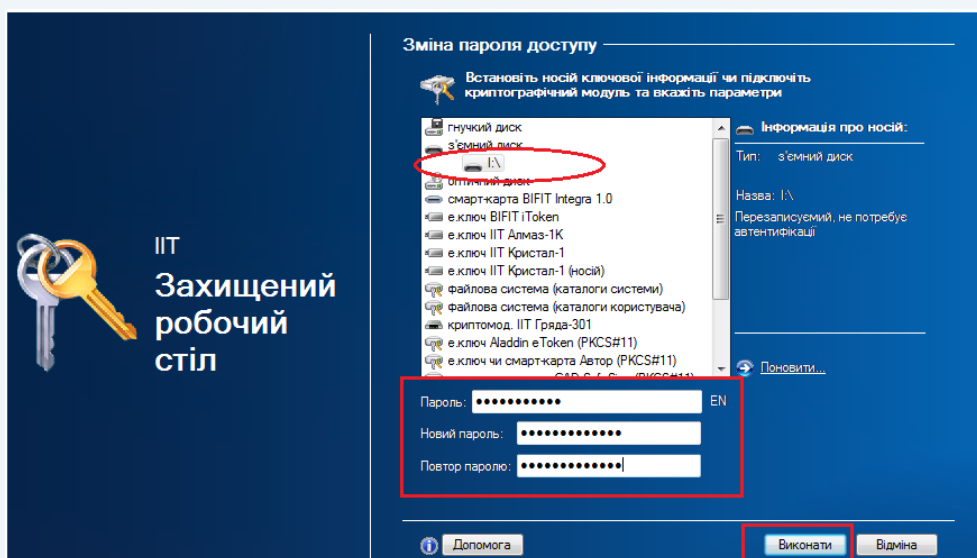 Зміна пароля доступу
Встановіть носій ключової інформації чи підключіть
криптографічний модуль та вкажіть параметри
гнучкий диск
з'ємний диск
I:\
оптичний диск
смарт-карта BIFIT Integra 1.0
е.ключ BIFIT iToken
е.ключ ІІТ Алмаз-1К
е.ключ ІІТ Кристал-1
е.ключ ІІТ Кристал-1 (носій)
файлова система (каталоги системи)
файлова система (каталоги користувача)
криптомод. ІІТ Гряда-301
е.ключ Aladdin eToken (PKCS#11)
е.ключ чи смарт-карта Автор (PKCS#11)
Інформація про носій:
Тип: з'ємний диск
Назва: I:\
Перезаписуємий, не потребує
автентифікації
Поновити...
ІІТ
Захищений
робочий
стіл
Пароль: ●●●●●●●●●●● EN
Новий пароль: ●●●●●●●●●●●●●
Повтор паролю: ●●●●●●●●●●●●●
Допомога
Виконати
Відміна